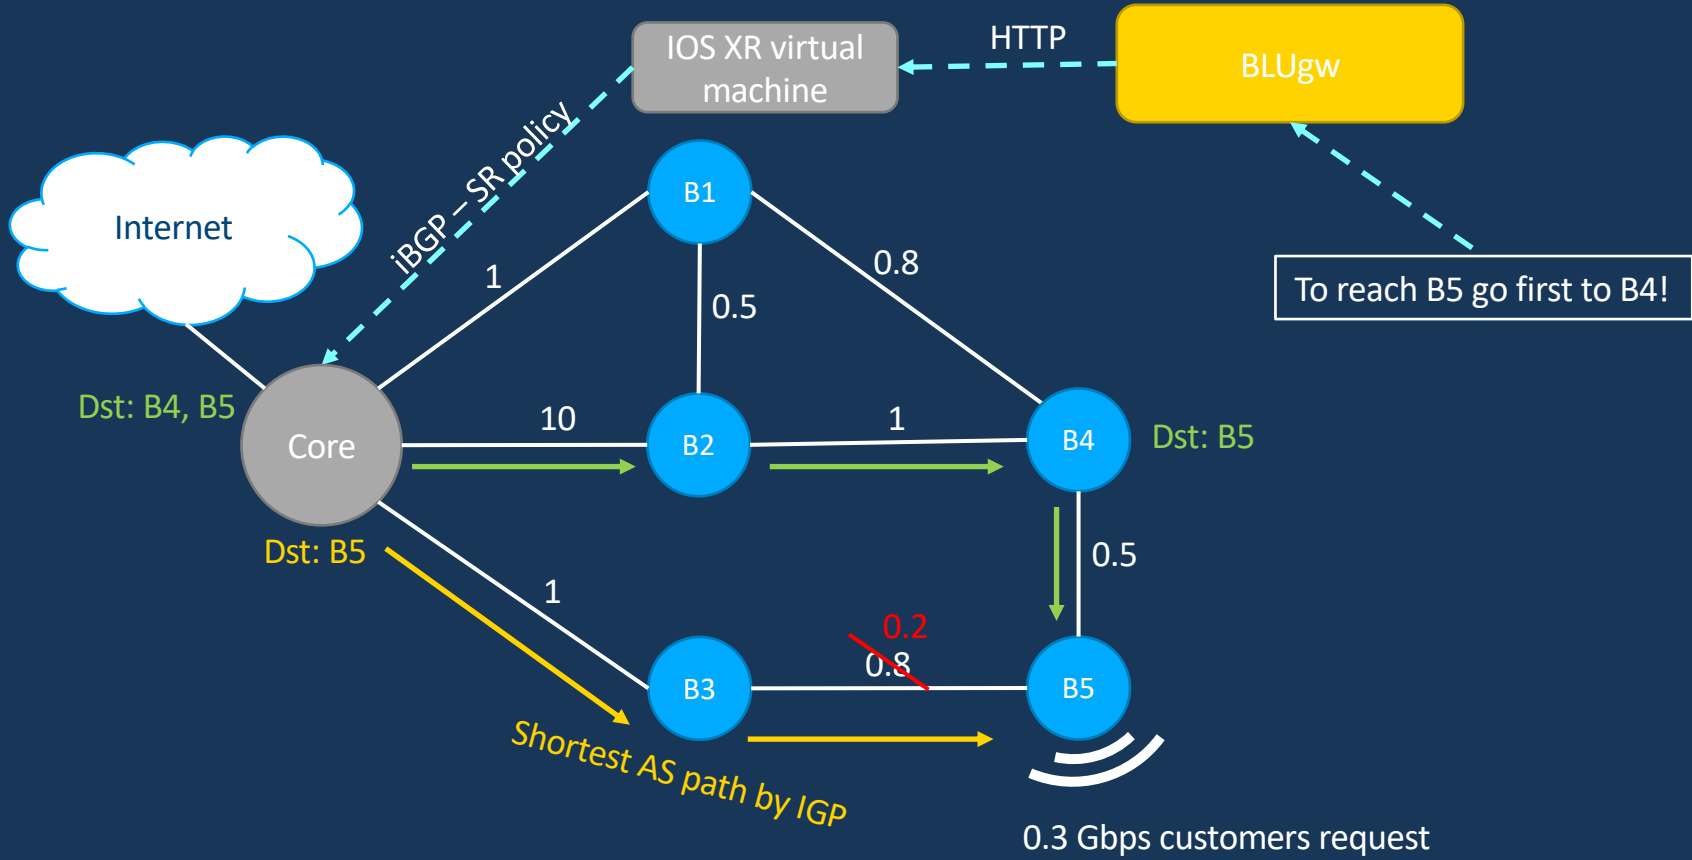 IOS XR virtual
machine
HTTP
BLUgw
iBGP – SR policy
B1
Internet
1
0.8
0.5
To reach B5 go first to B4!
Dst: B4, B5
Core
10
B2
1
B4
Dst: B5
Dst: B5
0.5
1
0.2
0.8
B3
B5
Shortest AS path by IGP
0.3 Gbps customers request